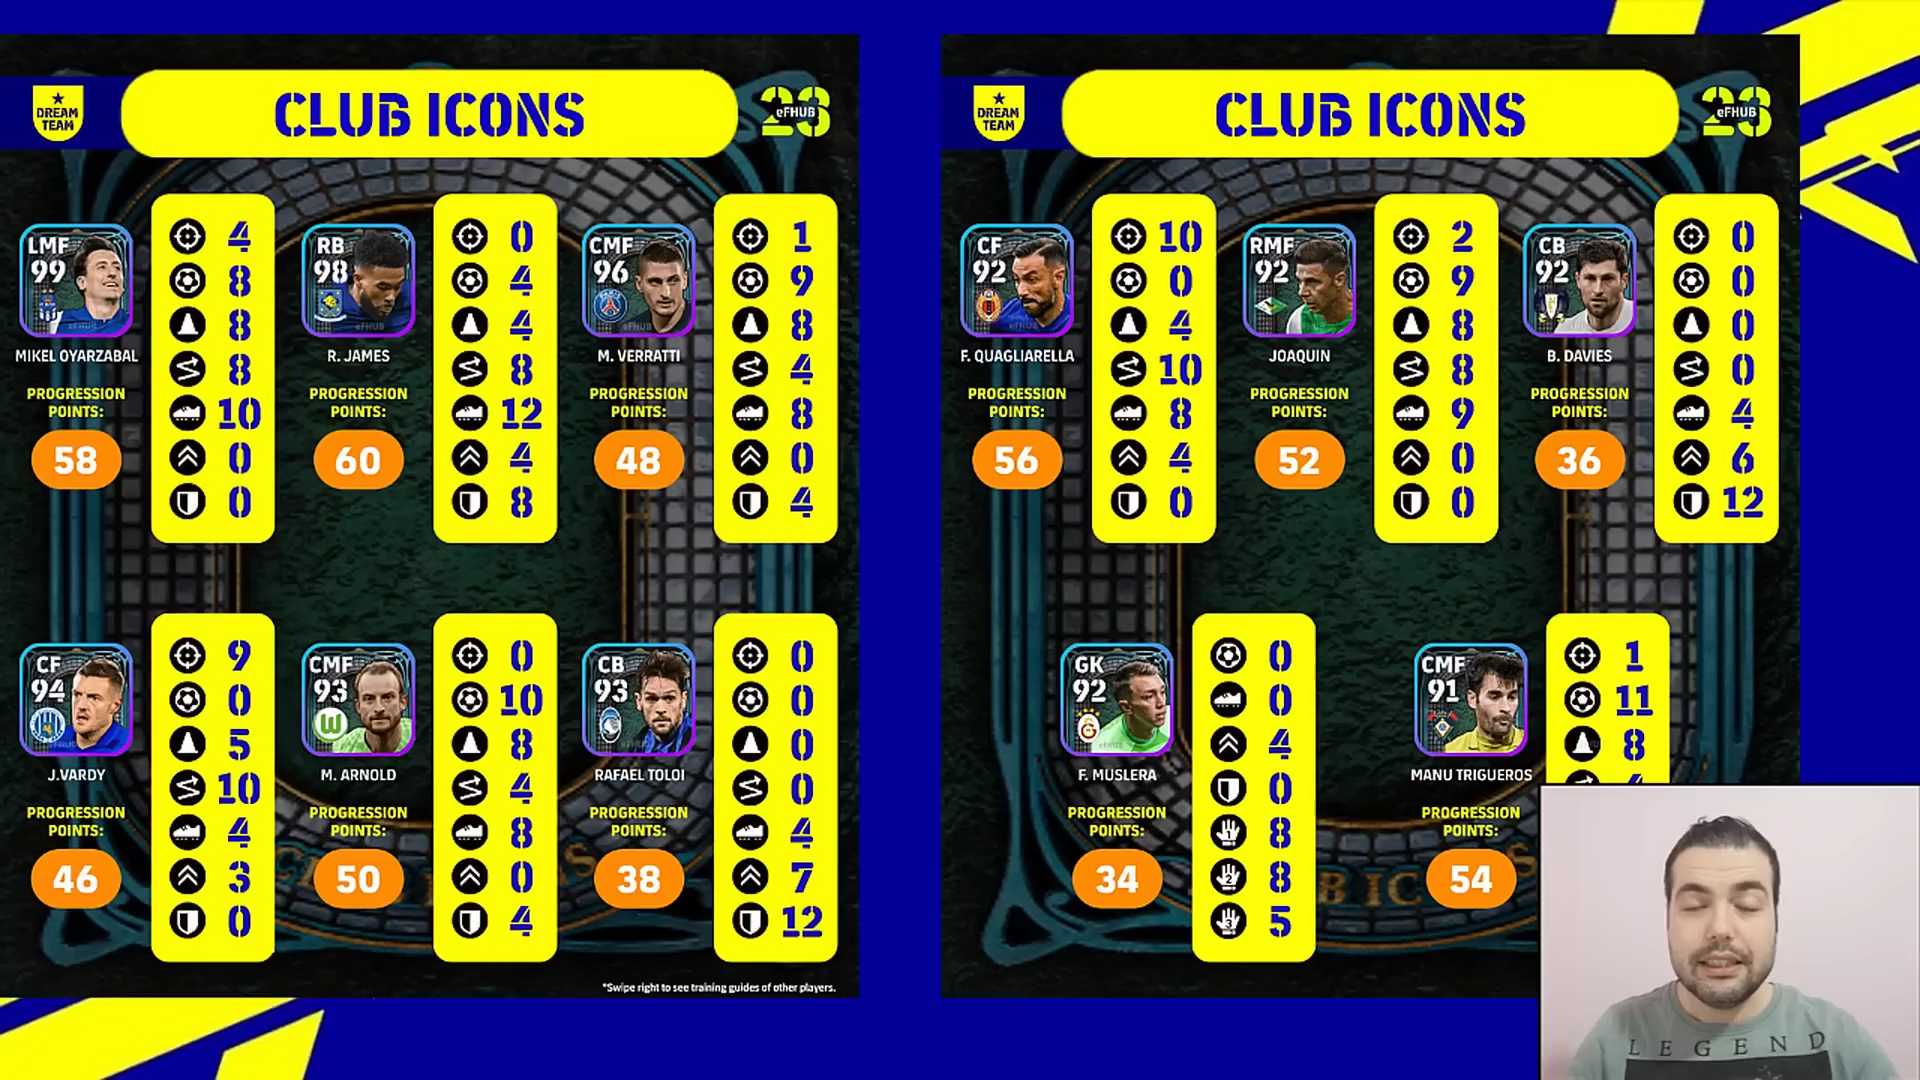 DREAM
TEAM
CLUB ICONS
23
eFHUB
LMF
99
MIKEL OYARZABAL
PROGRESSION
POINTS:
58
4
8
8
8
10
0
0
RB
98
R. JAMES
PROGRESSION
POINTS:
60
0
4
4
8
12
4
8
CMF
96
M. VERRATTI
PROGRESSION
POINTS:
48
1
9
8
4
8
0
4
CF
94
J.VARDY
PROGRESSION
POINTS:
46
9
0
5
10
4
3
0
CMF
93
M. ARNOLD
PROGRESSION
POINTS:
50
0
10
8
4
8
0
4
CB
93
RAFAEL TOLOI
PROGRESSION
POINTS:
38
0
0
0
0
4
7
12
*Swipe right to see training guides of other players.
DREAM
TEAM
CLUB ICONS
23
eFHUB
CF
92
F. QUAGLIARELLA
PROGRESSION
POINTS:
56
10
0
4
10
8
4
0
RMF
92
JOAQUIN
PROGRESSION
POINTS:
52
2
9
8
8
9
0
0
CB
92
B. DAVIES
PROGRESSION
POINTS:
36
0
0
0
0
4
6
12
GK
92
F. MUSLERA
PROGRESSION
POINTS:
34
0
0
4
0
8
8
5
CMF
91
MANU TRIGUEROS
PROGRESSION
POINTS:
54
1
11
8
LEGEND